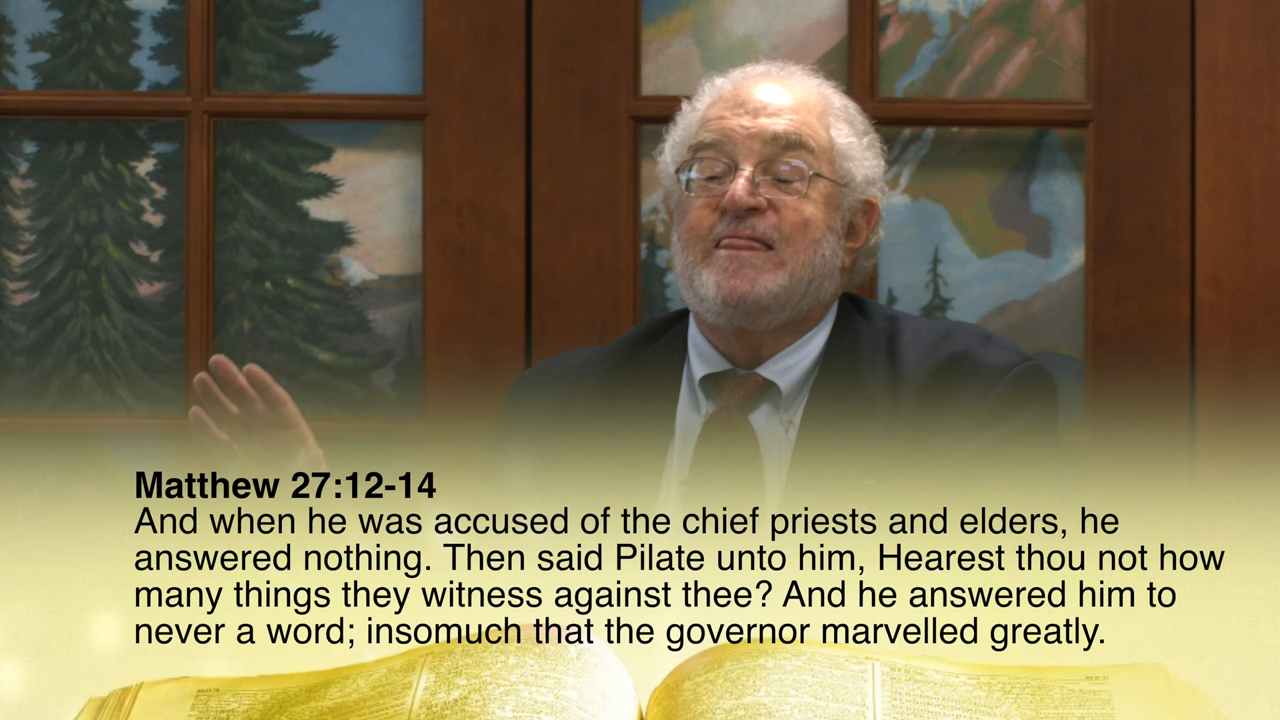 Matthew 27:12-14
And when he was accused of the chief priests and elders, he
answered nothing. Then said Pilate unto him, Hearest thou not how
many things they witness against thee? And he answered him to
never a word; insomuch that the governor marvelled greatly.